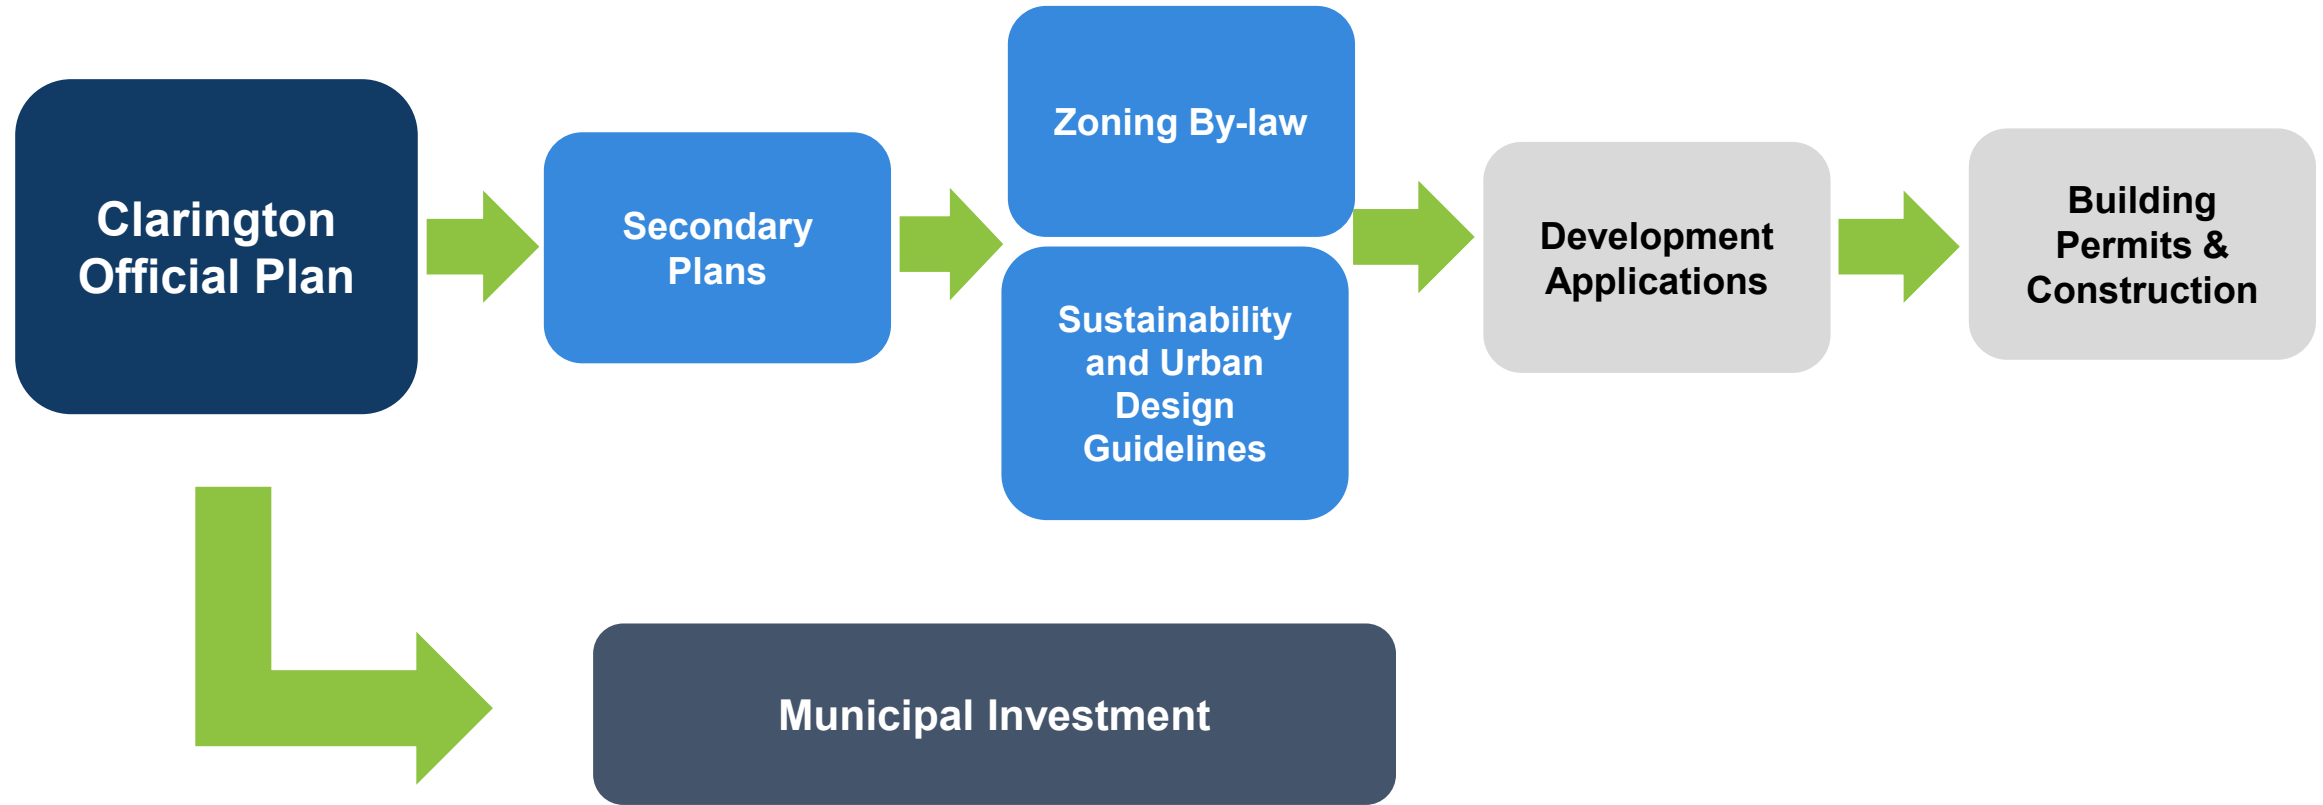 Clarington
Official Plan
Secondary
Plans
Zoning By-law
Sustainability
and Urban
Design
Guidelines
Development
Applications
Building
Permits &
Construction
Municipal Investment